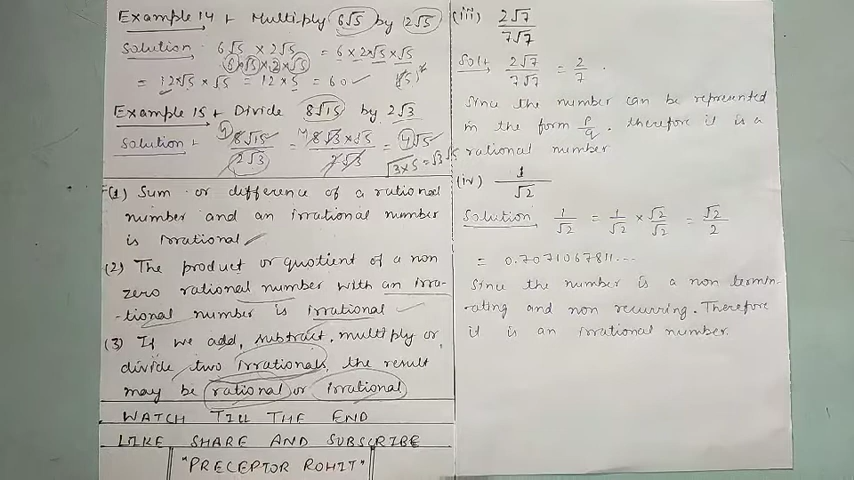 Example 14 → Multiply 6√5 by 2√5
Solution : 6√5 × 2√5 = 6 × 2 × √5 × √5
6 × √5 × 2 × √5
= 12 × √5 × √5 = 12 × 5 = 60
Example 15 → Divide 8√15 by 2√3
Solution → 8√15 / 2√3 = 8√3 × √5 / 2√3 = 4√5
√3×5 = √3 √5
(1) Sum or difference of a rational
number and an irrational number
is irrational
(2) The product or quotient of a non
zero rational number with an irra-
-tional number is irrational
(3) If we add, subtract, multiply or
divide two irrationals, the result
may be rational or irrational
WATCH TILL THE END
LIKE SHARE AND SUBSCRIBE
"PRECEPTOR ROHIT"
(iii) 2√7 / 7√7
Sol→ 2√7 / 7√7 = 2/7 .
Since the number can be represented
in the form p/q. therefore it is a
rational number
(iv) 1/√2
Solution 1/√2 = 1/√2 × √2/√2 = √2/2
= 0.7071067811...
Since the number is a non termin-
-ating and non recurring. Therefore
it is an irrational number.